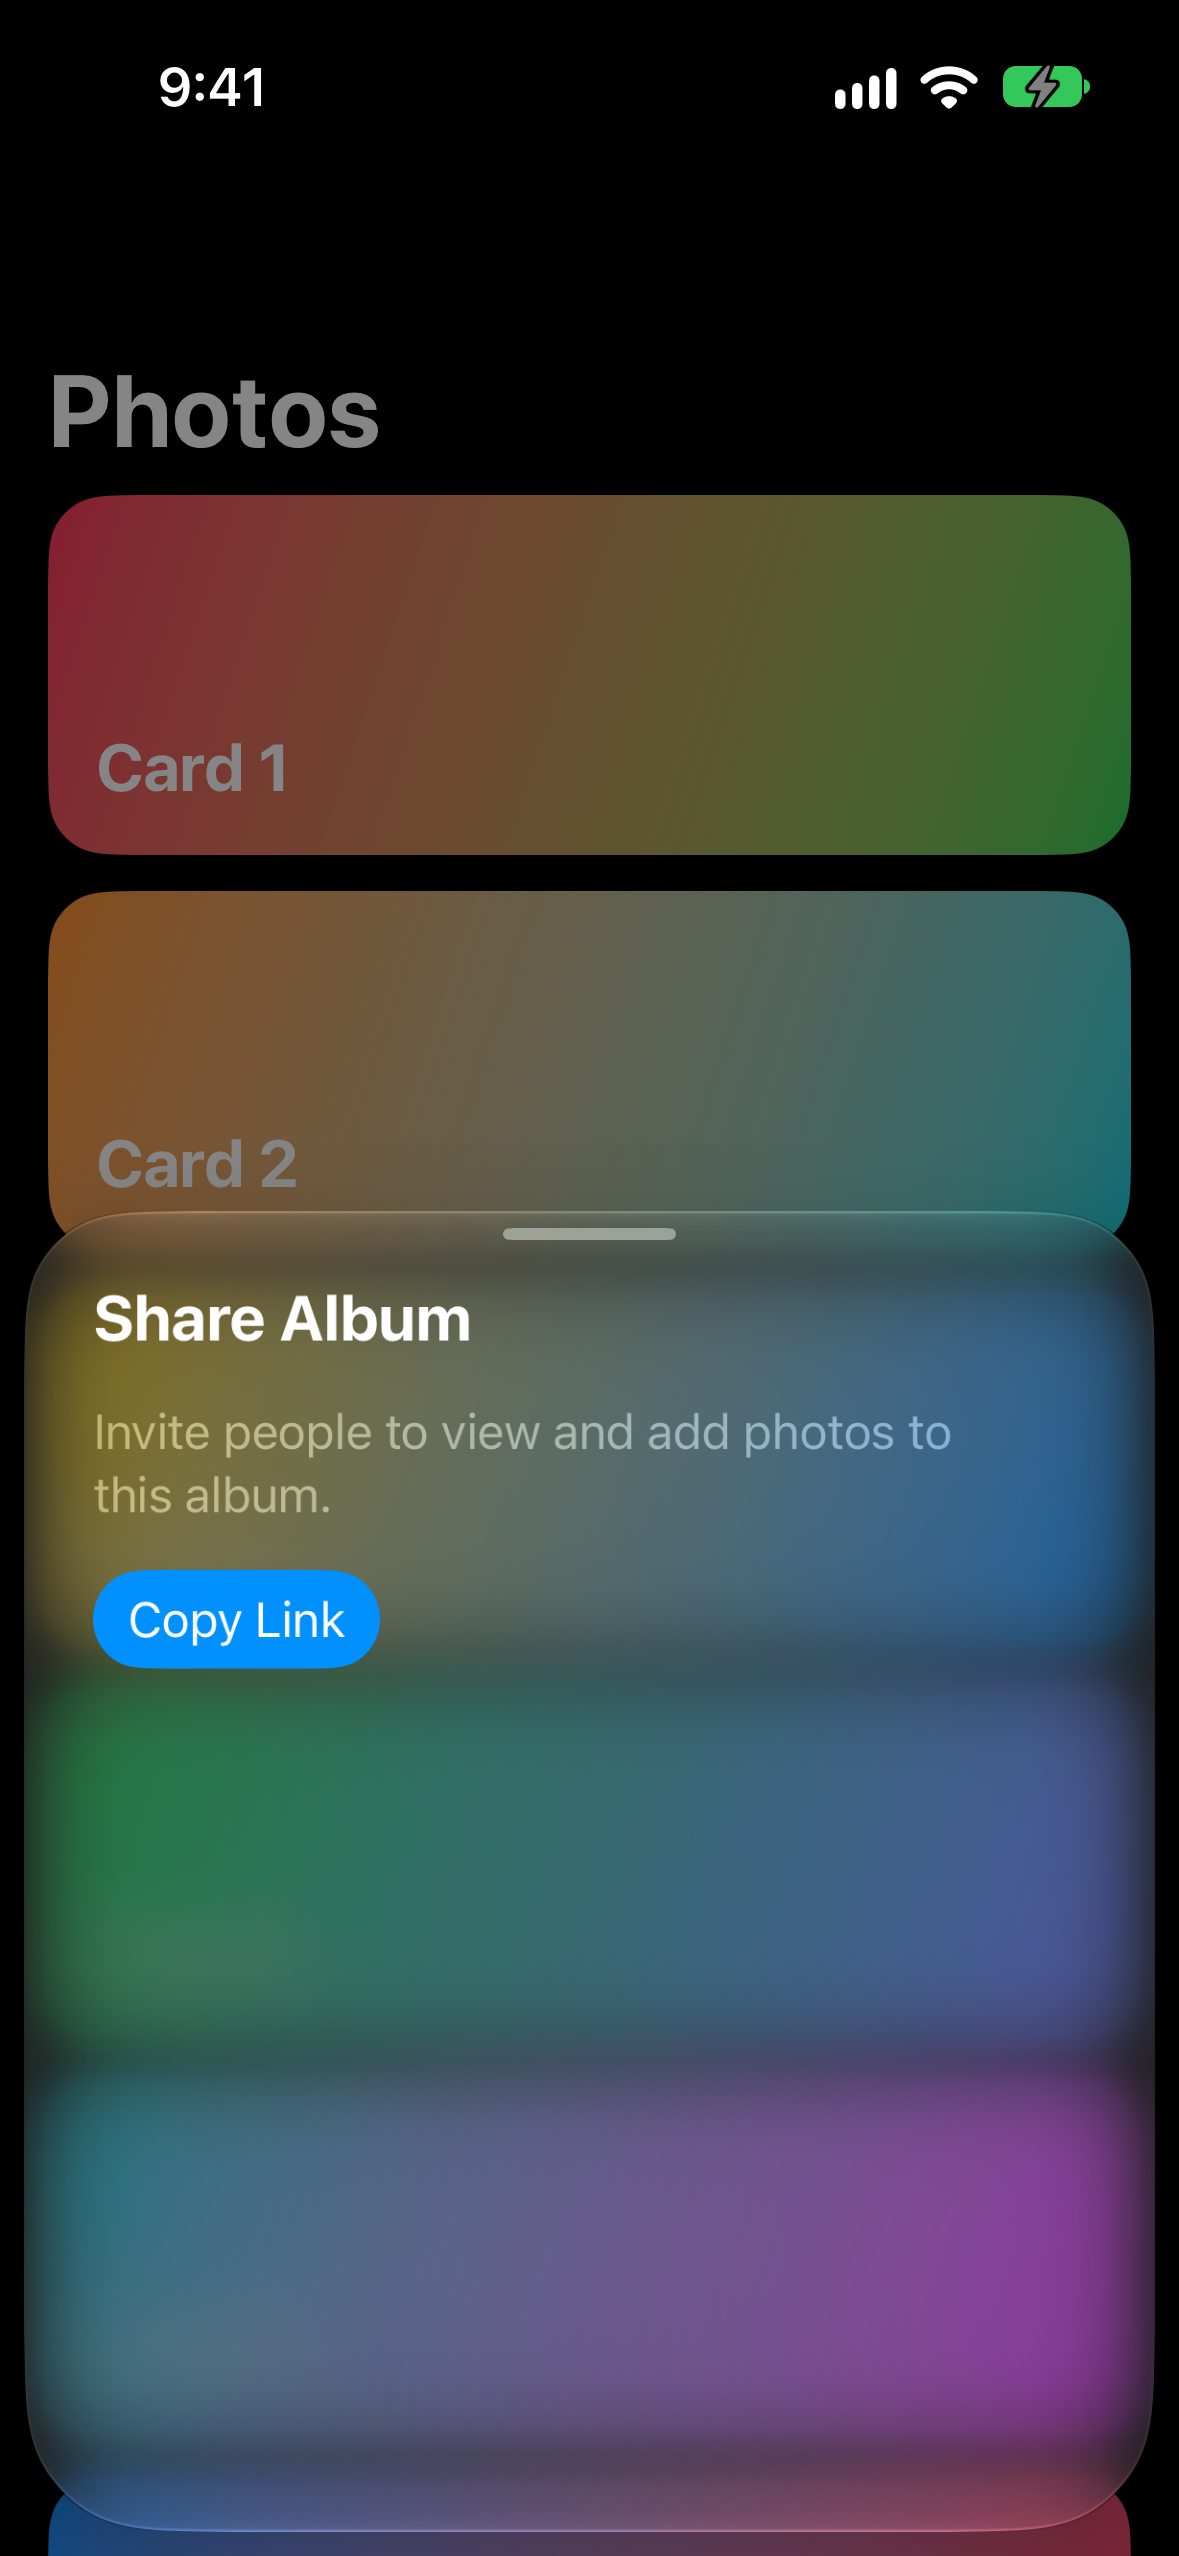 9:41
Photos
Card 1
Card 2
Share Album
Invite people to view and add photos to
this album.
Copy Link